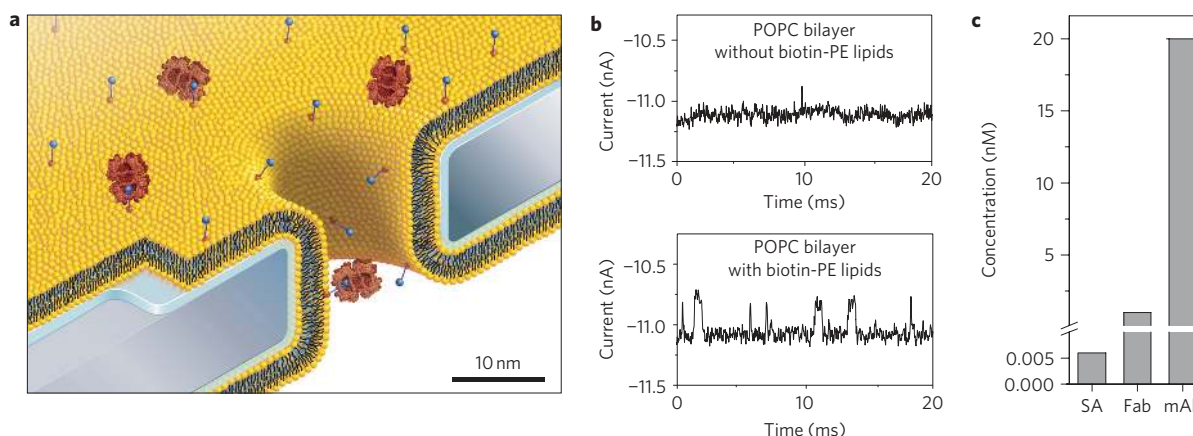 a
10 nm
b
POPC bilayer
without biotin-PE lipids
Current (nA)
−10.5
−11.0
−11.5
0
10
20
Time (ms)
POPC bilayer
with biotin-PE lipids
Current (nA)
−10.5
−11.0
−11.5
0
10
20
Time (ms)
c
Concentration (nM)
20
15
10
5
0.005
0.000
SA
Fab